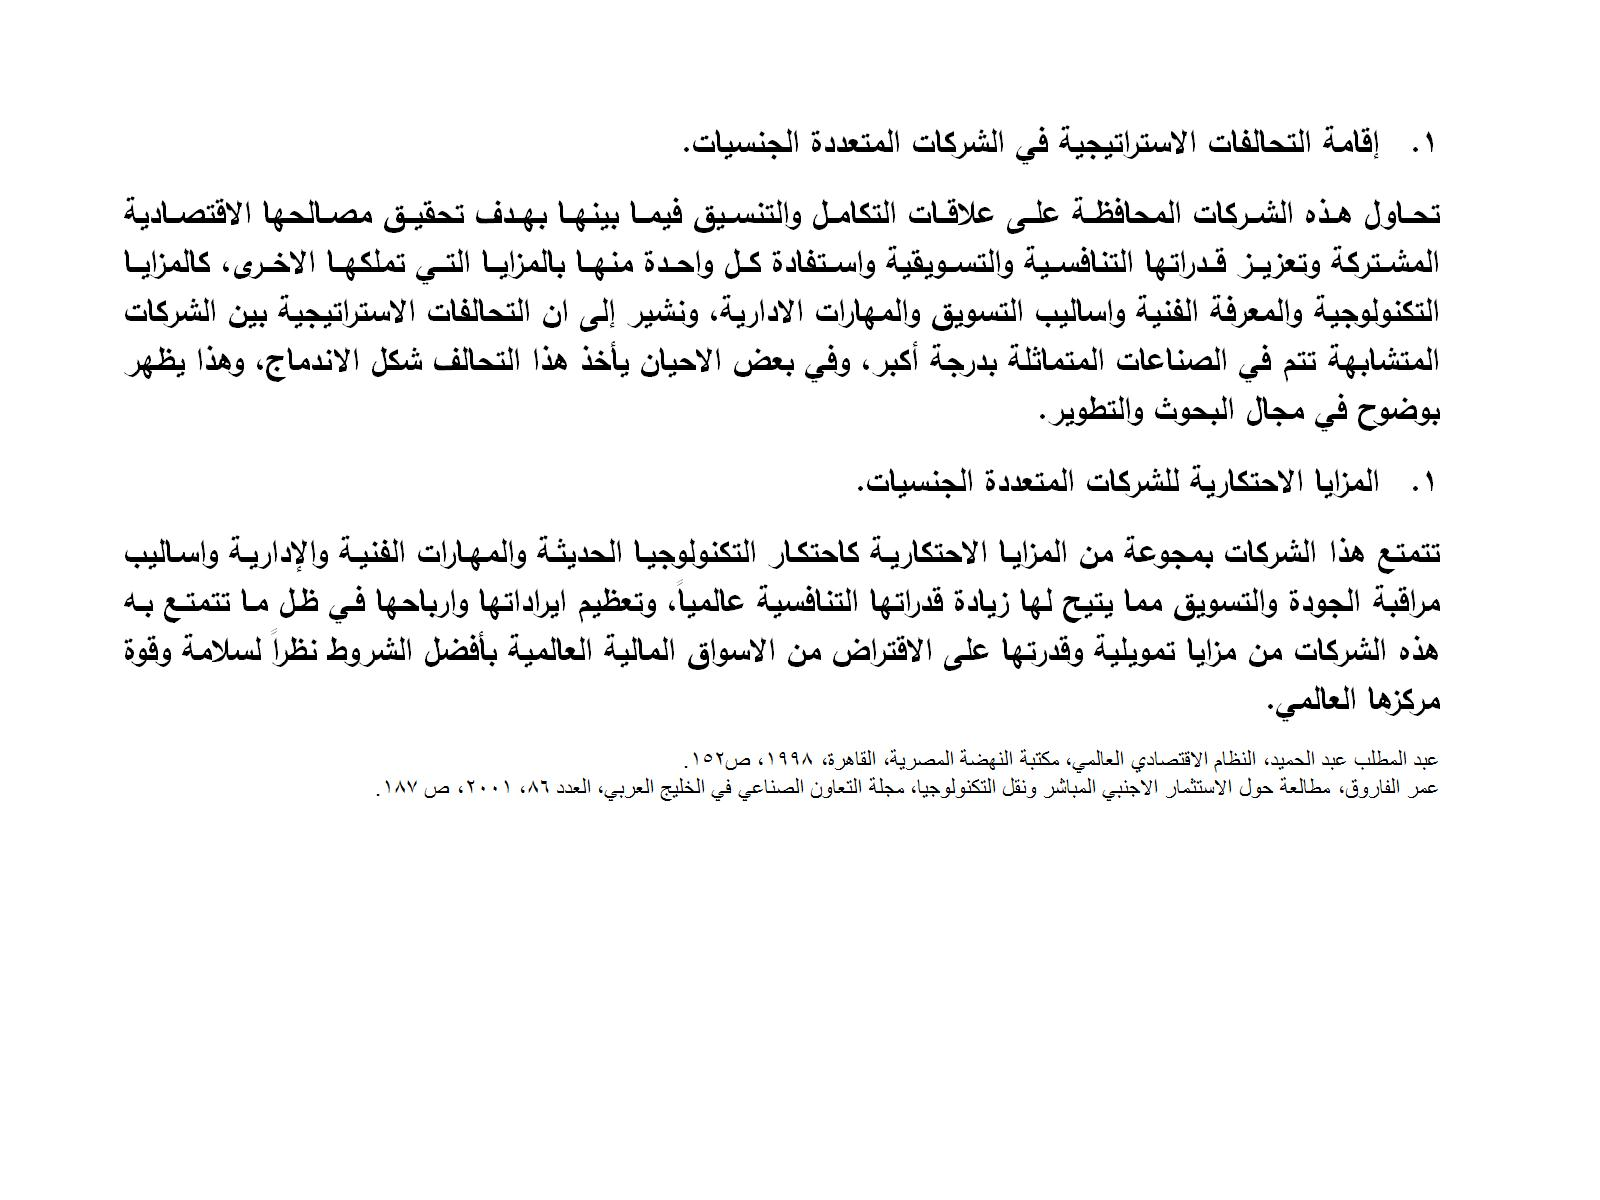 ١. إقامة التحالفات الاستراتيجية في الشركات المتعددة الجنسيات.
تحاول هذه الشركات المحافظة على علاقات التكامل والتنسيق فيما بينها بهدف تحقيق مصالحها الاقتصادية
المشتركة وتعزيز قدراتها التنافسية والتسويقية واستفادة كل واحدة منها بالمزايا التي تملكها الاخرى، كالمزايا
التكنولوجية والمعرفة الفنية واساليب التسويق والمهارات الادارية، ونشير إلى ان التحالفات الاستراتيجية بين الشركات
المتشابهة تتم في الصناعات المتماثلة بدرجة أكبر، وفي بعض الاحيان يأخذ هذا التحالف شكل الاندماج، وهذا يظهر
بوضوح في مجال البحوث والتطوير.
١. المزايا الاحتكارية للشركات المتعددة الجنسيات.
تتمتع هذا الشركات بمجوعة من المزايا الاحتكارية كاحتكار التكنولوجيا الحديثة والمهارات الفنية والإدارية واساليب
مراقبة الجودة والتسويق مما يتيح لها زيادة قدراتها التنافسية عالمياً، وتعظيم ايراداتها وارباحها في ظل ما تتمتع به
هذه الشركات من مزايا تمويلية وقدرتها على الاقتراض من الاسواق المالية العالمية بأفضل الشروط نظراً لسلامة وقوة
مركزها العالمي.
عبد المطلب عبد الحميد، النظام الاقتصادي العالمي، مكتبة النهضة المصرية، القاهرة، ١٩٩٨، ص١٥٢.
عمر الفاروق، مطالعة حول الاستثمار الاجنبي المباشر ونقل التكنولوجيا، مجلة التعاون الصناعي في الخليج العربي، العدد ٨٦، ٢٠٠١، ص ١٨٧.